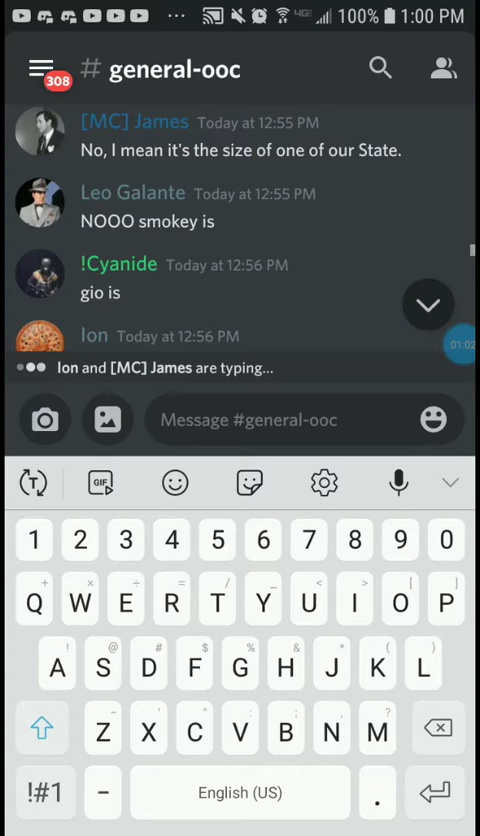 4G 100% 1:00 PM
308 # general-ooc
[MC] James Today at 12:55 PM
No, I mean it's the size of one of our State.
Leo Galante Today at 12:55 PM
NOOO smokey is
!Cyanide Today at 12:56 PM
gio is
Ion Today at 12:56 PM
01:02
Ion and [MC] James are typing...
Message #general-ooc
T GIF
1 2 3 4 5 6 7 8 9 0
+ × ÷ = / _ < > [ ]
Q W E R T Y U I O P
! @ # $ % ^ & * ( )
A S D F G H J K L
- ' " : ; , ?
Z X C V B N M
!#1 - English (US) .